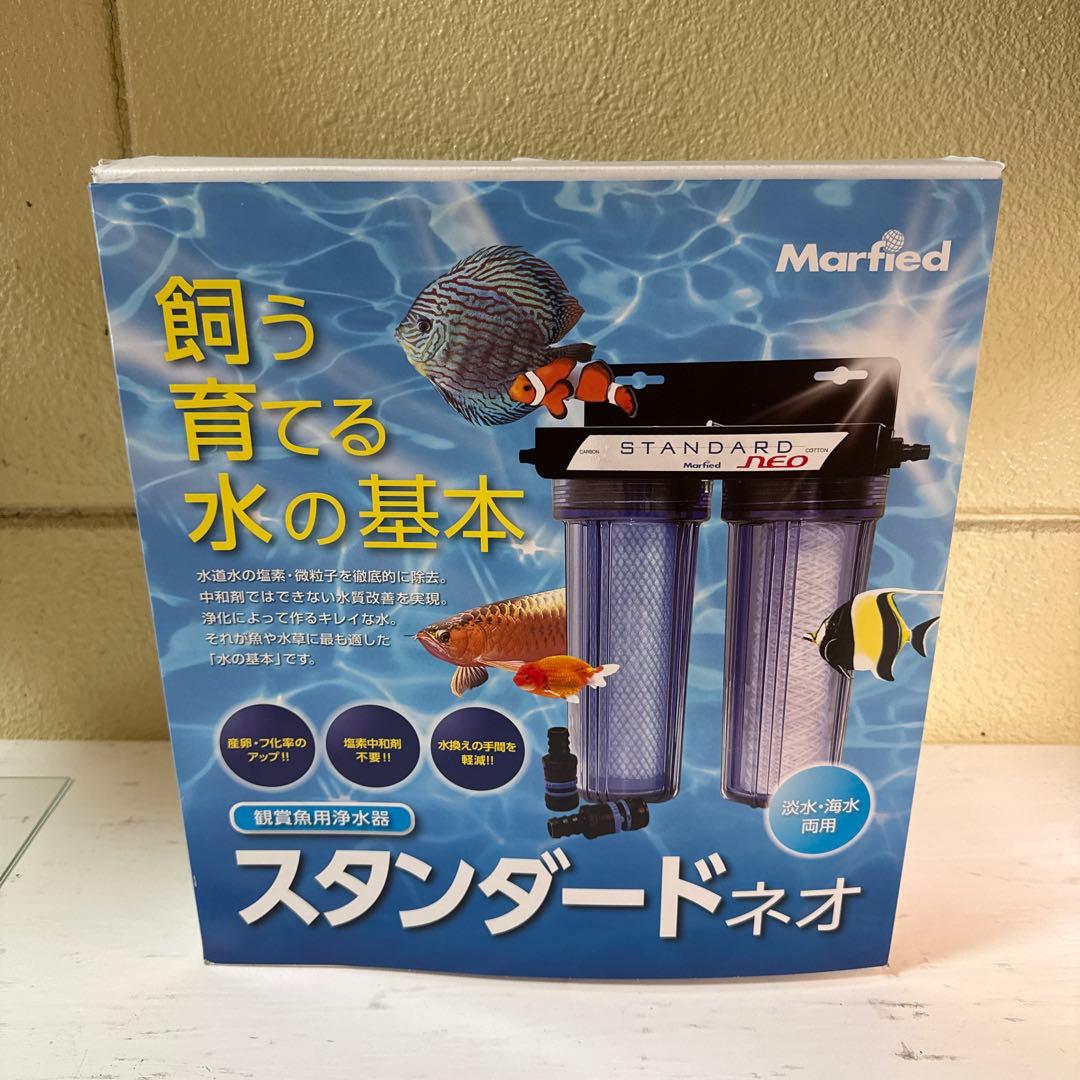 Marfied
飼う
育てる
水の基本
水道水の塩素・微粒子を徹底的に除去。
中和剤ではできない水質改善を実現。
浄化によって作るキレイな水。
それが魚や水草に最も適した
「水の基本」です。
CARBON
STANDARD
COTTON
Marfied
NEO
産卵・フ化率の
アップ!!
塩素中和剤
不要!!
水換えの手間を
軽減!!
淡水・海水
両用
観賞魚用浄水器
スタンダードネオ